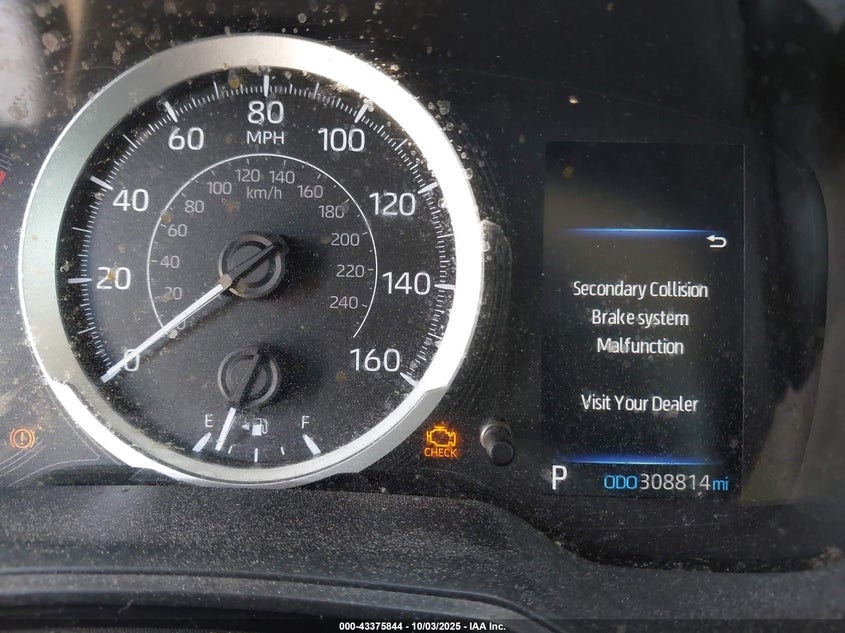 80
60
MPH
100
40
120
20
140
0
160
120
140
100
km/h
160
80
180
60
200
40
220
20
240
E
F
CHECK
Secondary Collision
Brake system
Malfunction
Visit Your Dealer
P
ODO 308814 mi
000-43375844 - 10/03/2025 - IAA Inc.